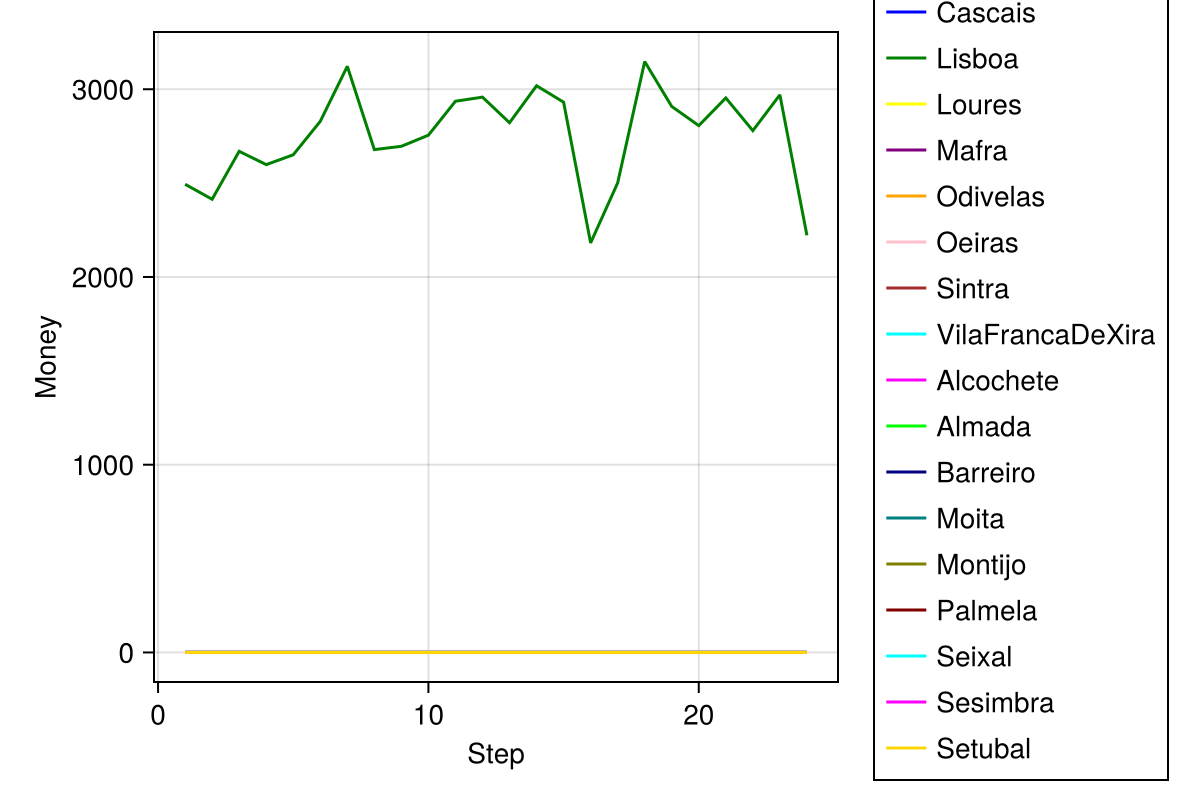 3000
2000
1000
0
Money
0
10
20
Step
Cascais
Lisboa
Loures
Mafra
Odivelas
Oeiras
Sintra
VilaFrancaDeXira
Alcochete
Almada
Barreiro
Moita
Montijo
Palmela
Seixal
Sesimbra
Setubal